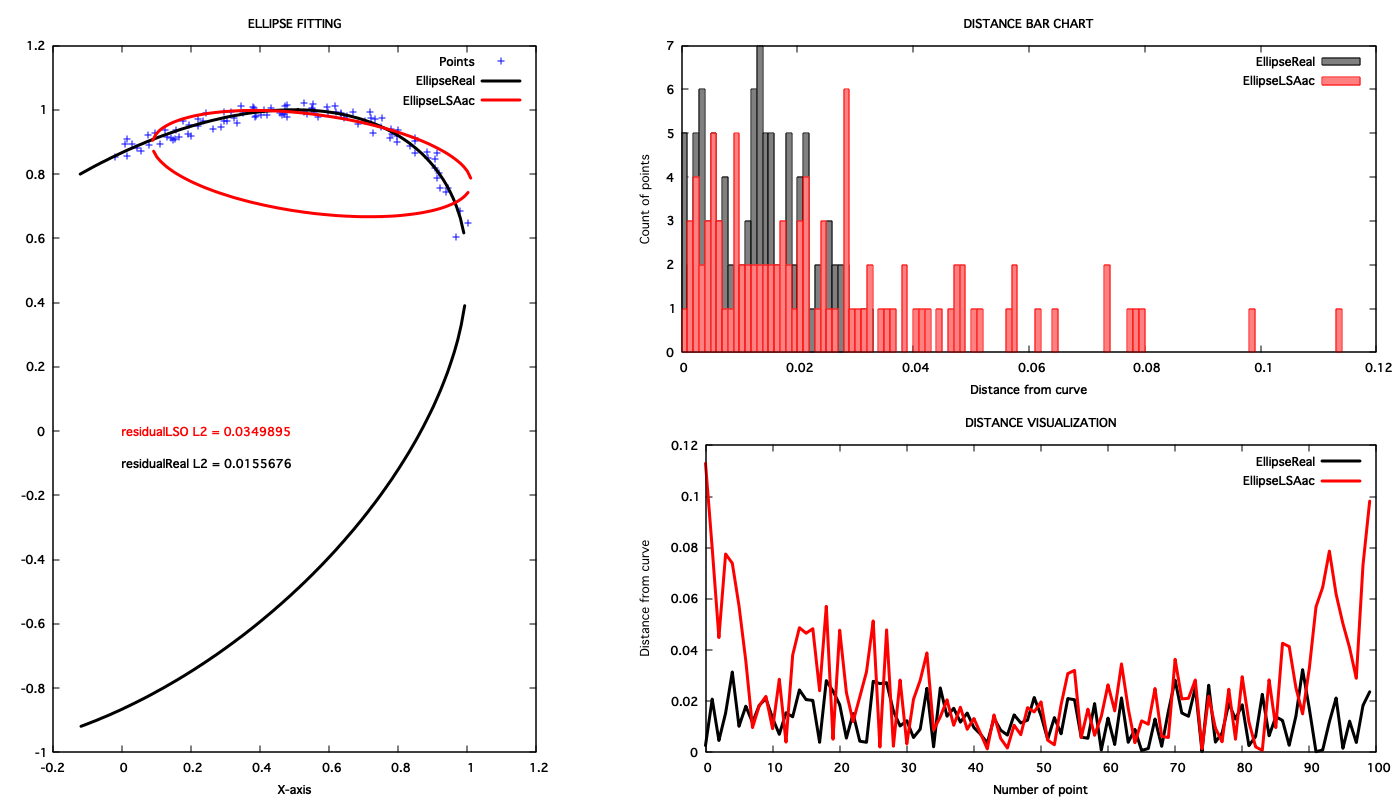 ELLIPSE FITTING
1.2
1
0.8
0.6
0.4
0.2
0
-0.2
-0.4
-0.6
-0.8
-1
Points
EllipseReal
EllipseLSAac
residualLSO L2 = 0.0349895
residualReal L2 = 0.0155676
-0.2 0 0.2 0.4 0.6 0.8 1 1.2
X-axis
DISTANCE BAR CHART
7
6
5
4
3
2
1
0
Count of points
EllipseReal
EllipseLSAac
0 0.02 0.04 0.06 0.08 0.1 0.12
Distance from curve
DISTANCE VISUALIZATION
0.12
0.1
0.08
0.06
0.04
0.02
0
Distance from curve
EllipseReal
EllipseLSAac
0 10 20 30 40 50 60 70 80 90 100
Number of point